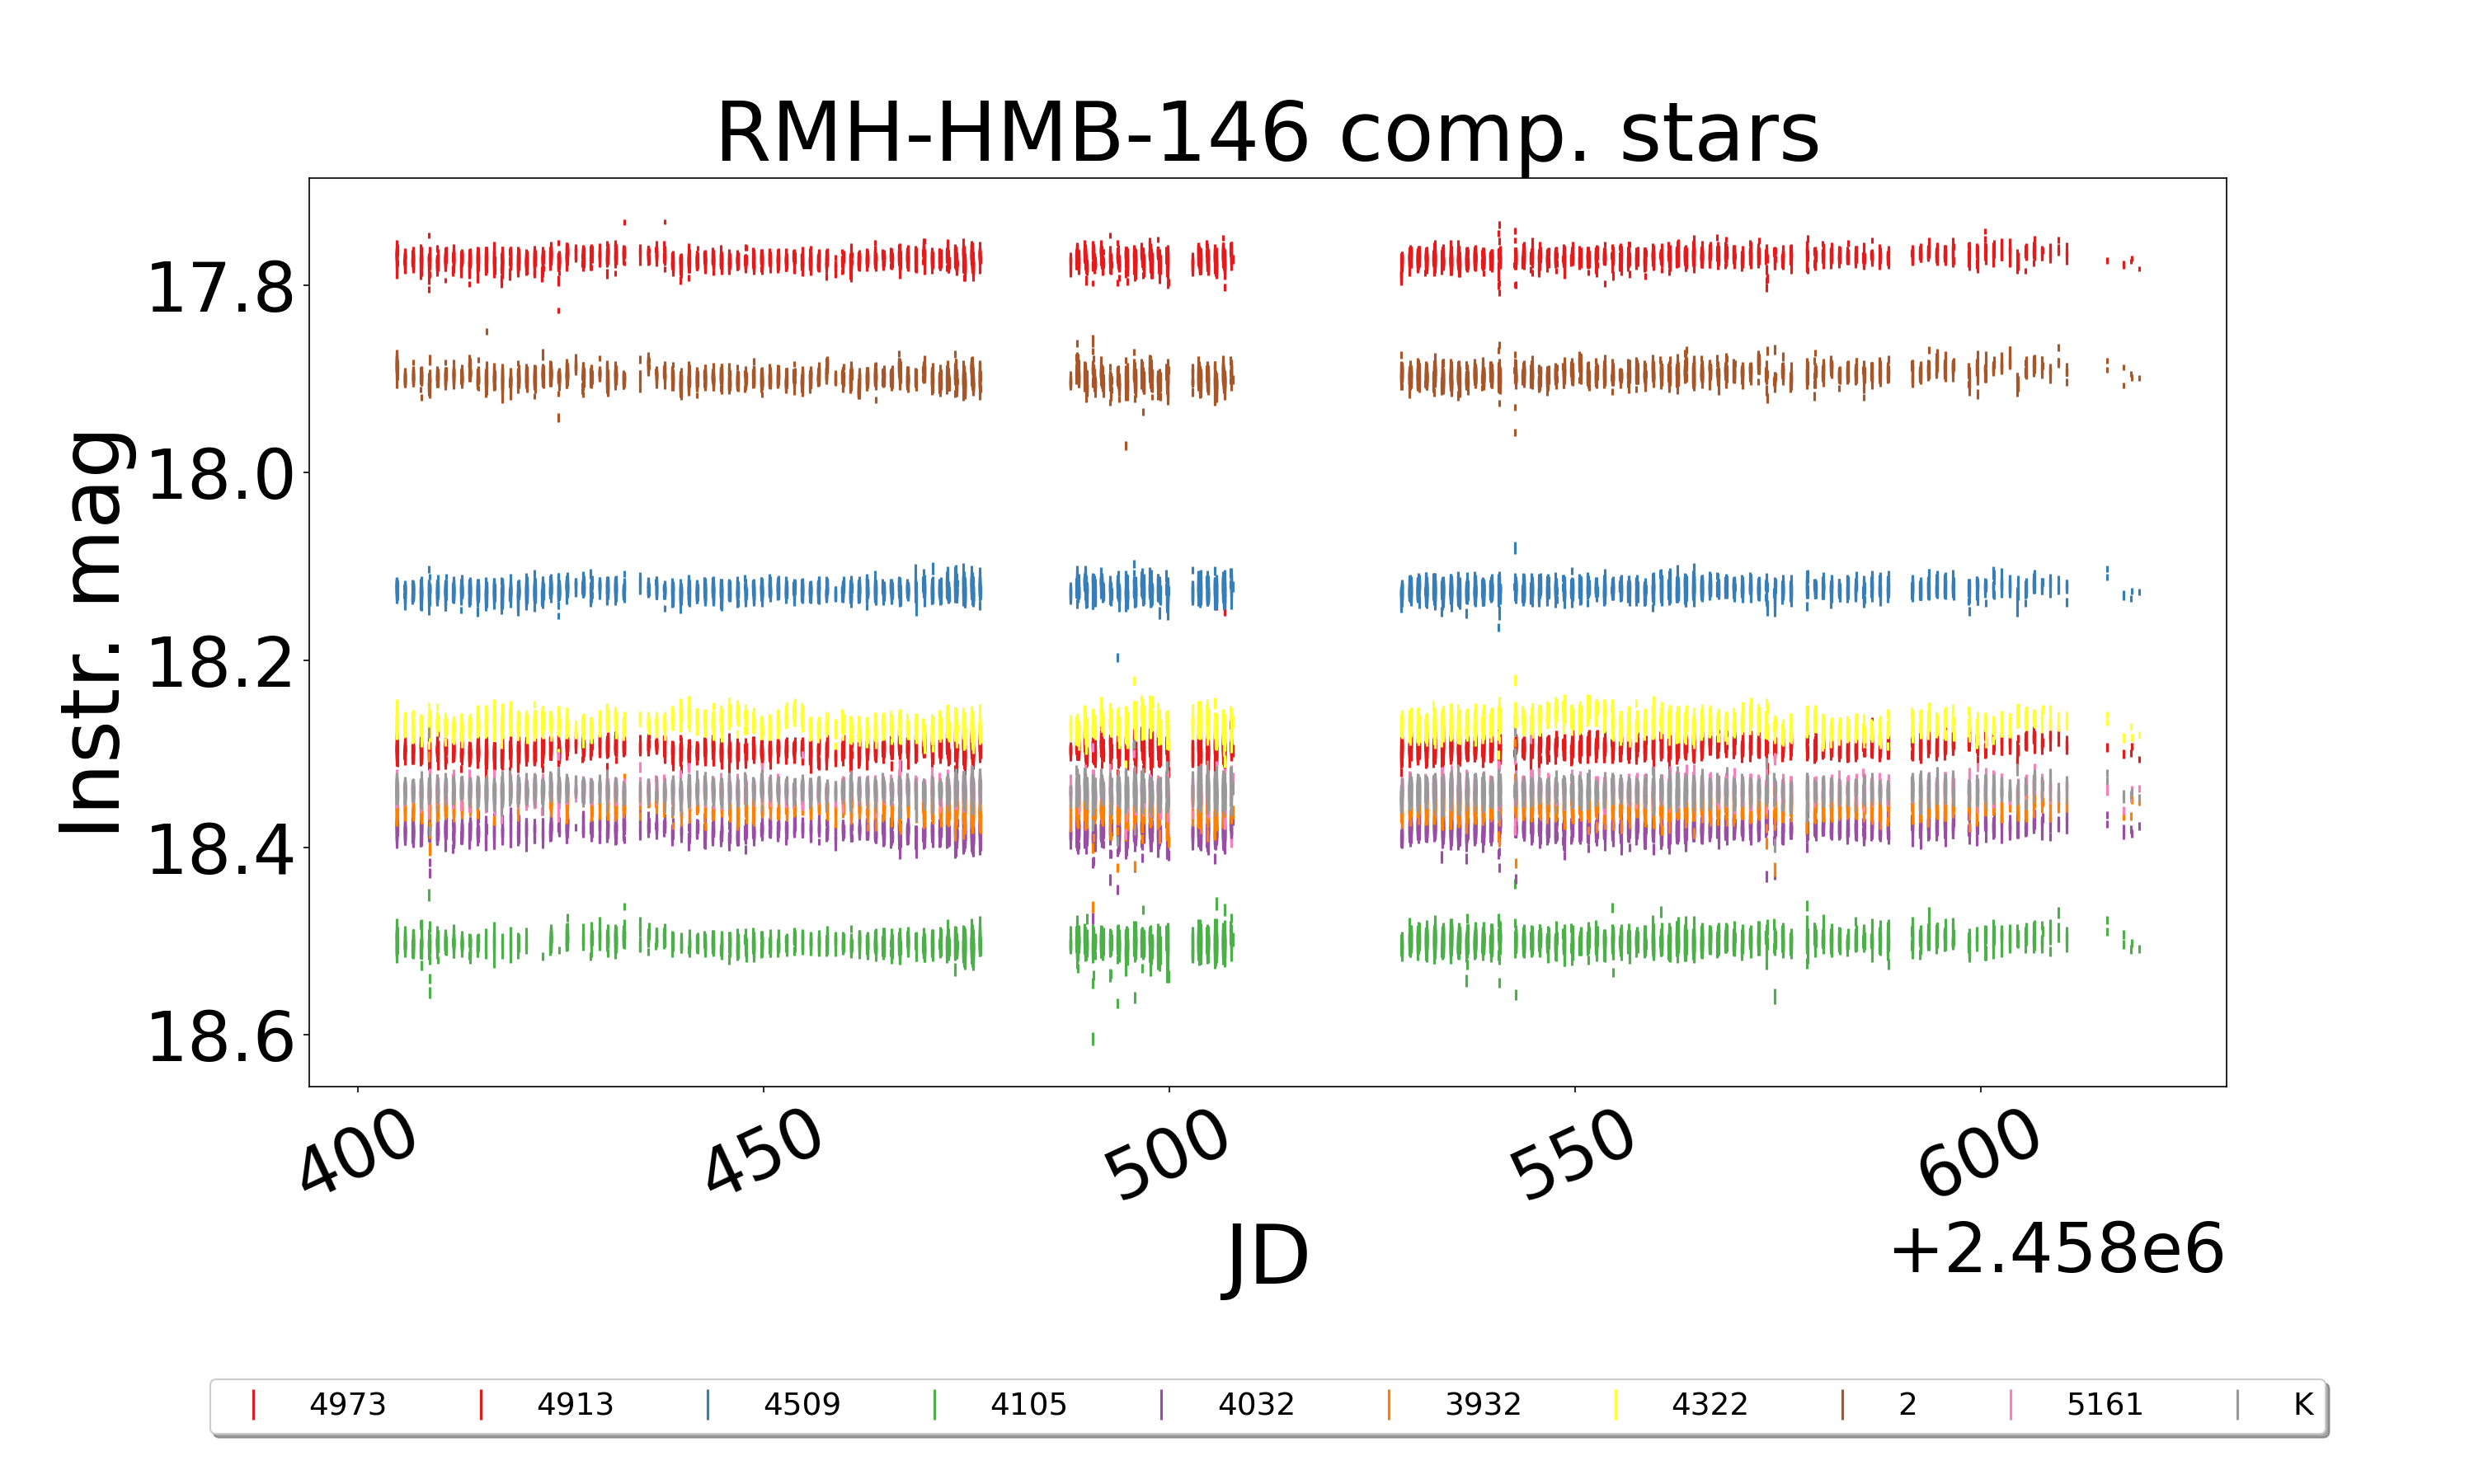 RMH-HMB-146 comp. stars
Instr. mag
17.8
18.0
18.2
18.4
18.6
400 450 500 550 600
JD
+2.458e6
4973 4913 4509 4105 4032 3932 4322 2 5161 K